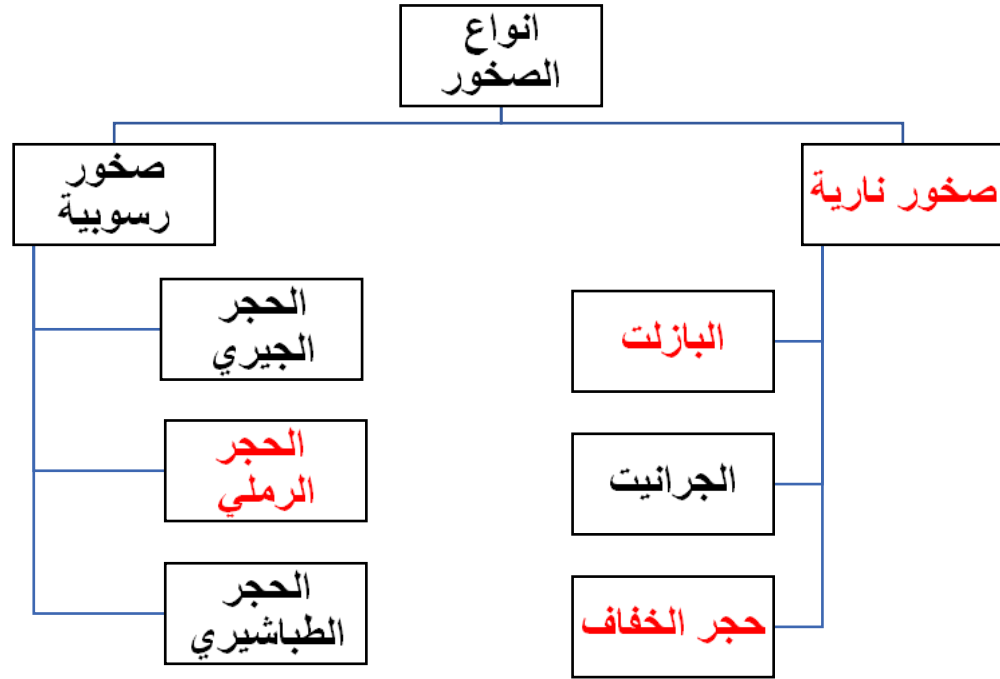 انواع
الصخور
صخور نارية
البازلت
الجرانيت
حجر الخفاف
صخور
رسوبية
الحجر
الجيري
الحجر
الرملي
الحجر
الطباشيري